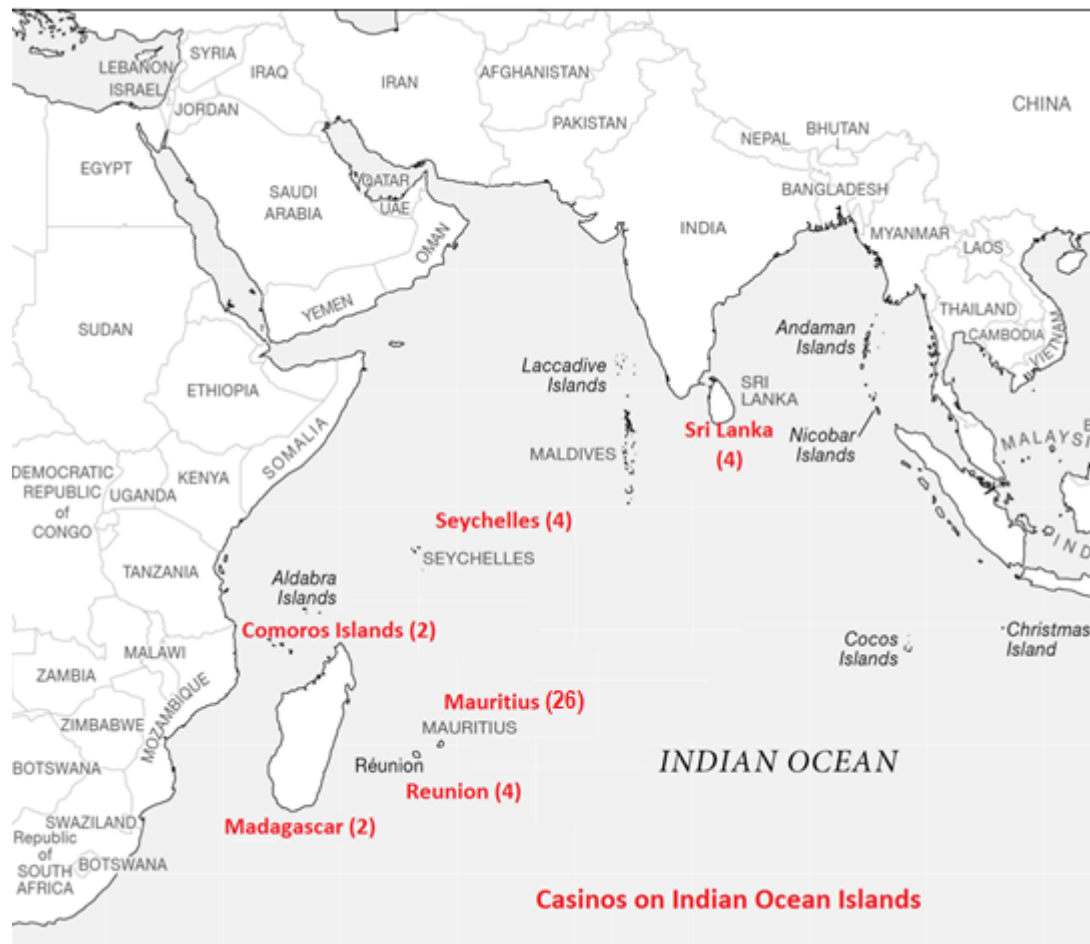 SYRIA
LEBANON
ISRAEL
IRAQ
JORDAN
IRAN
AFGHANISTAN
PAKISTAN
CHINA
NEPAL
BHUTAN
EGYPT
SAUDI
ARABIA
QATAR
UAE
OMAN
BANGLADESH
INDIA
MYANMAR
LAOS
YEMEN
SUDAN
THAILAND
CAMBODIA
VIETNAM
Andaman
Islands
Laccadive
Islands
ETHIOPIA
SOMALIA
SRI
LANKA
Sri Lanka
(4)
Nicobar
Islands
MALAYSI
MALDIVES
DEMOCRATIC
REPUBLIC
of
CONGO
UGANDA
KENYA
Seychelles (4)
SEYCHELLES
IND
TANZANIA
Aldabra
Islands
Comoros Islands (2)
Cocos
Islands
Christmas
Island
MALAWI
ZAMBIA
MOZAMBIQUE
ZIMBABWE
Mauritius (26)
MAURITIUS
BOTSWANA
Réunion
Reunion (4)
INDIAN OCEAN
SWAZILAND
Madagascar (2)
Republic
of
SOUTH
AFRICA
BOTSWANA
Casinos on Indian Ocean Islands